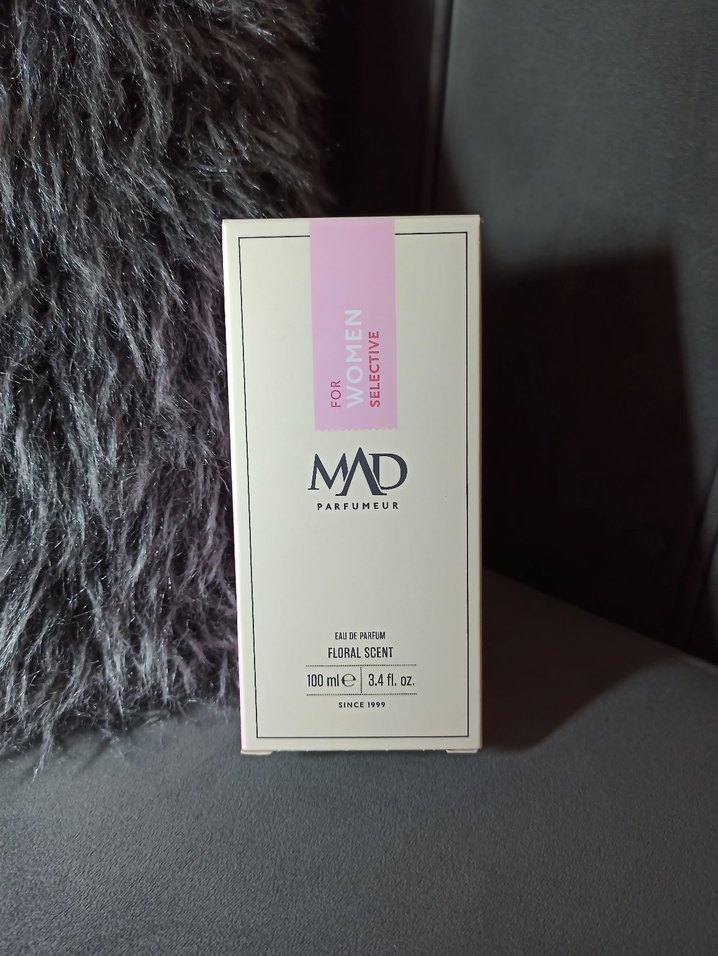 FOR
WOMEN
SELECTIVE
MAD
PARFUMEUR
EAU DE PARFUM
FLORAL SCENT
100 ml ℮ 3.4 fl. oz.
SINCE 1999